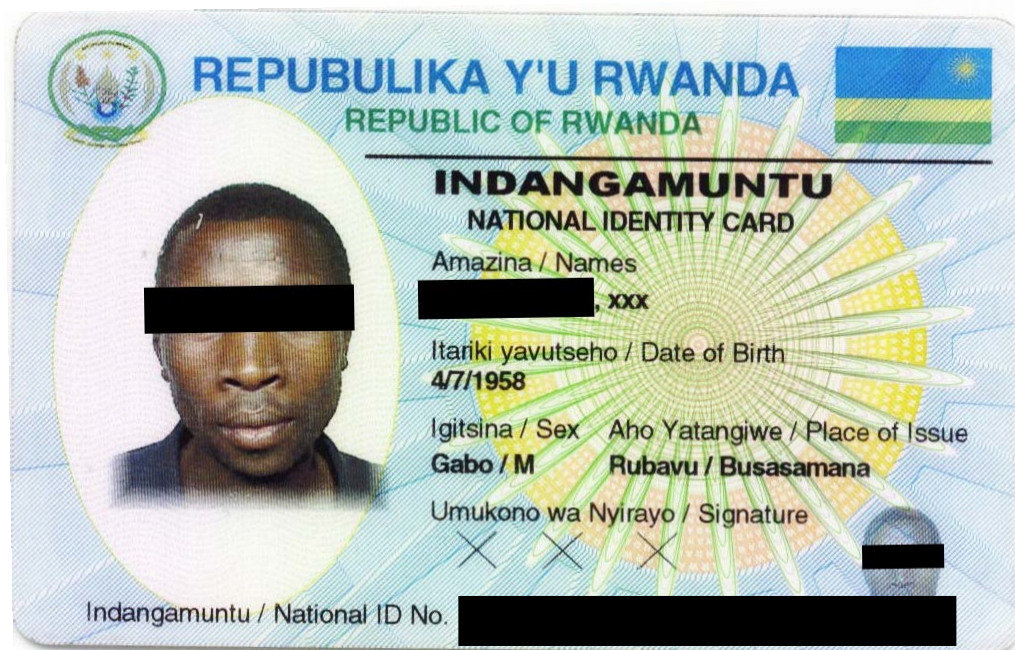 REPUBULIKA Y'U RWANDA
REPUBLIC OF RWANDA
INDANGAMUNTU
NATIONAL IDENTITY CARD
Amazina / Names
, xxx
Itariki yavutseho / Date of Birth
4/7/1958
Igitsina / Sex Aho Yatangiwe / Place of Issue
Gabo / M Rubavu / Busasamana
Umukono wa Nyirayo / Signature
Indangamuntu / National ID No.